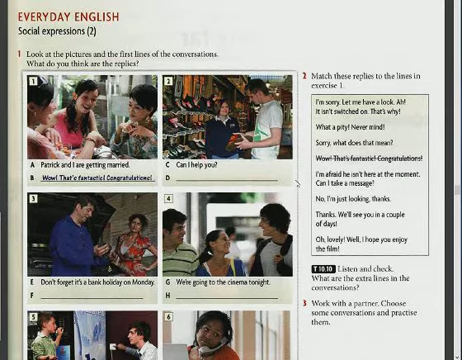 EVERYDAY ENGLISH
Social expressions (2)
1 Look at the pictures and the first lines of the conversations.
What do you think are the replies?
1
A Patrick and I are getting married.
B Wow! That's fantastic! Congratulations!
2
C Can I help you?
D
3
E Don't forget it's a bank holiday on Monday.
F
4
G We're going to the cinema tonight.
H
5
6
2 Match these replies to the lines in
exercise 1.
I'm sorry. Let me have a look. Ah!
It isn't switched on. That's why!
What a pity! Never mind!
Sorry, what does that mean?
Wow! That's fantastic! Congratulations!
I'm afraid he isn't here at the moment.
Can I take a message?
No, I'm just looking, thanks.
Thanks. We'll see you in a couple
of days!
Oh, lovely! Well, I hope you enjoy
the film!
T 10.10 Listen and check.
What are the extra lines in the
conversations?
3 Work with a partner. Choose
some conversations and practise
them.